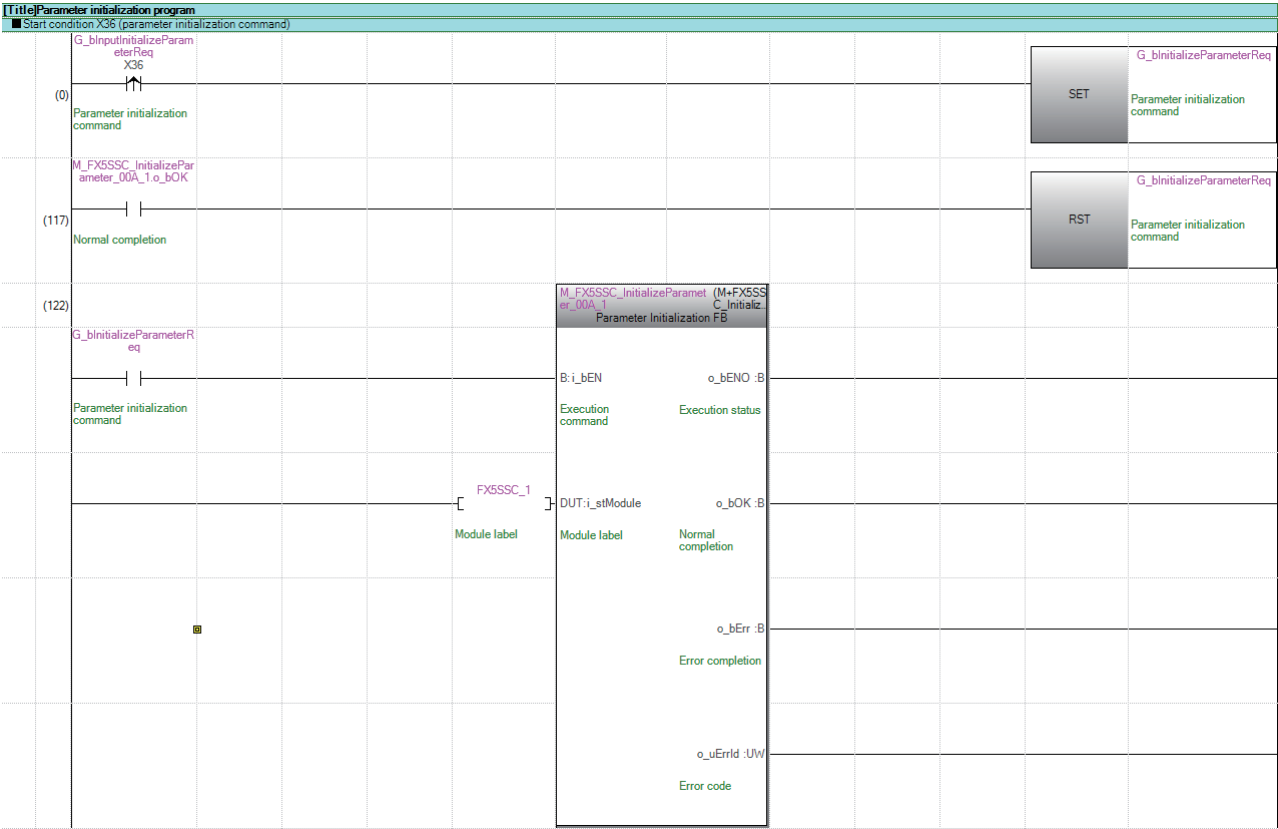 [Title]Parameter initialization program
■Start condition X36 (parameter initialization command)
G_bInputInitializeParam
eterReq
X36
(0)
Parameter initialization
command
SET
G_bInitializeParameterReq
Parameter initialization
command
M_FX5SSC_InitializePar
ameter_00A_1.o_bOK
(117)
Normal completion
RST
G_bInitializeParameterReq
Parameter initialization
command
(122)
M_FX5SSC_InitializeParamet (M+FX5SS
er_00A_1 C_Initializ..
Parameter Initialization FB
G_bInitializeParameterR
eq
B:i_bEN o_bENO :B
Parameter initialization
command
Execution
command
Execution status
FX5SSC_1
DUT:i_stModule o_bOK :B
Module label
Module label
Normal
completion
o_bErr :B
Error completion
o_uErrId :UW
Error code